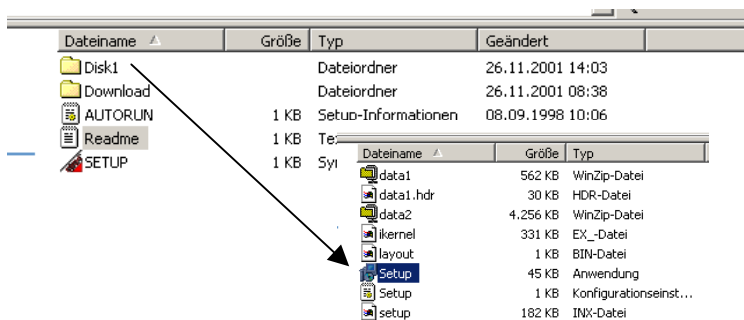 Dateiname Größe Typ Geändert
Disk1 Dateiordner 26.11.2001 14:03
Download Dateiordner 26.11.2001 08:38
AUTORUN 1 KB Setup-Informationen 08.09.1998 10:06
Readme 1 KB
SETUP 1 KB
Dateiname Größe Typ
data1 562 KB WinZip-Datei
data1.hdr 30 KB HDR-Datei
data2 4.256 KB WinZip-Datei
ikernel 331 KB EX_-Datei
layout 1 KB BIN-Datei
Setup 45 KB Anwendung
Setup 1 KB Konfigurationseinst...
setup 182 KB INX-Datei